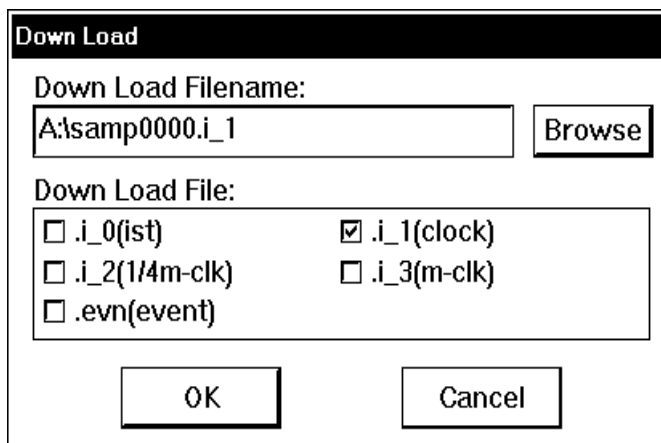 Down Load
Down Load Filename:
A:\samp0000.i_1
Browse
Down Load File:
.i_0(ist) .i_1(clock)
.i_2(1/4m-clk) .i_3(m-clk)
.evn(event)
OK Cancel